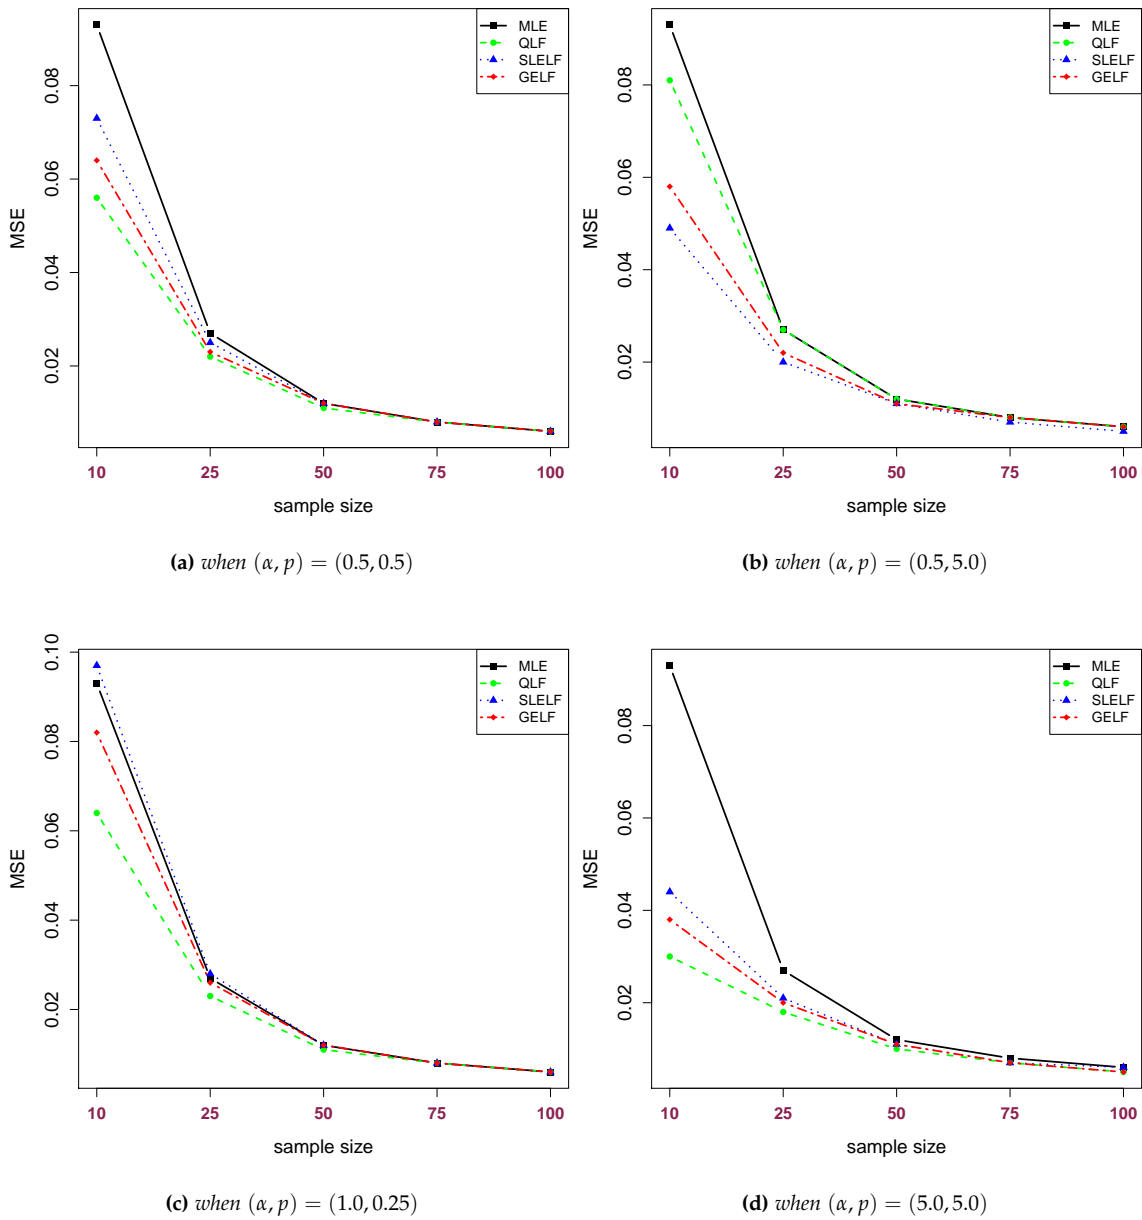 MLE
QLF
SLELF
GELF
0.08
0.06
0.04
0.02
MSE
10 25 50 75 100
sample size
(a) when (α, p) = (0.5, 0.5)
MLE
QLF
SLELF
GELF
0.08
0.06
0.04
0.02
MSE
10 25 50 75 100
sample size
(b) when (α, p) = (0.5, 5.0)
MLE
QLF
SLELF
GELF
0.10
0.08
0.06
0.04
0.02
MSE
10 25 50 75 100
sample size
(c) when (α, p) = (1.0, 0.25)
MLE
QLF
SLELF
GELF
0.08
0.06
0.04
0.02
MSE
10 25 50 75 100
sample size
(d) when (α, p) = (5.0, 5.0)